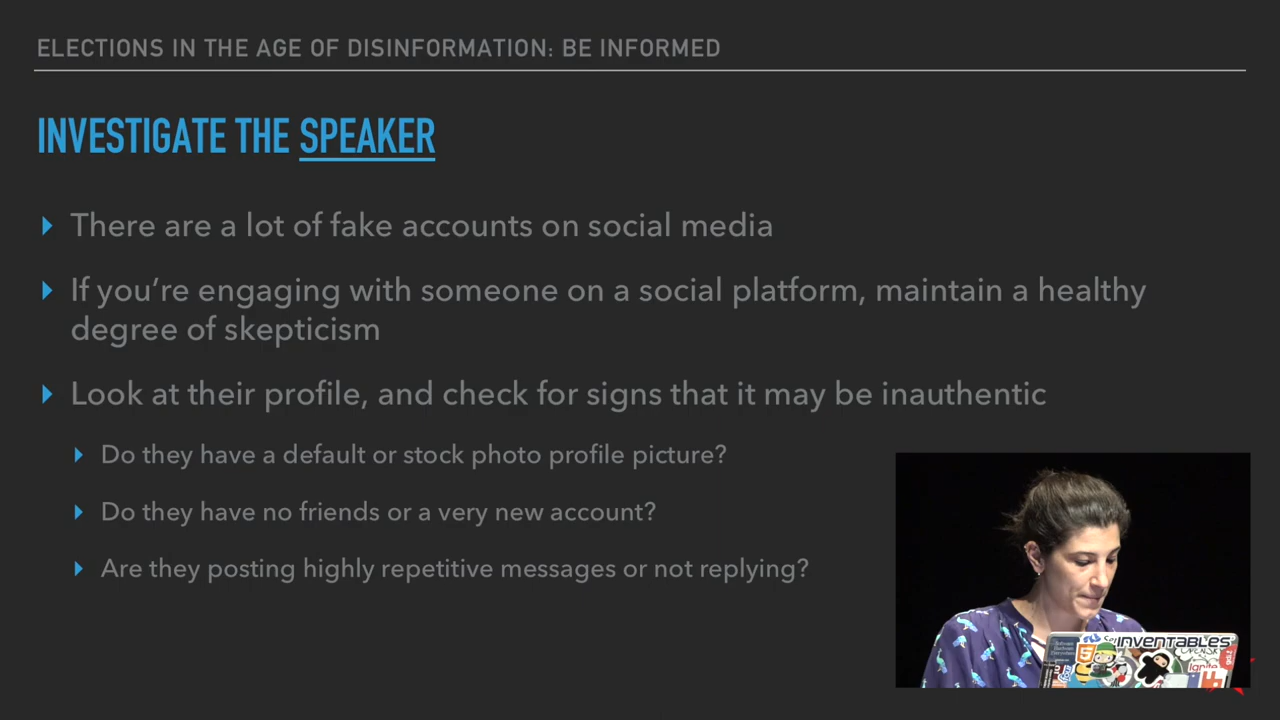 ELECTIONS IN THE AGE OF DISINFORMATION: BE INFORMED
INVESTIGATE THE SPEAKER
There are a lot of fake accounts on social media
If you’re engaging with someone on a social platform, maintain a healthy
degree of skepticism
Look at their profile, and check for signs that it may be inauthentic
Do they have a default or stock photo profile picture?
Do they have no friends or a very new account?
Are they posting highly repetitive messages or not replying?
INVENTABLES
Ignite